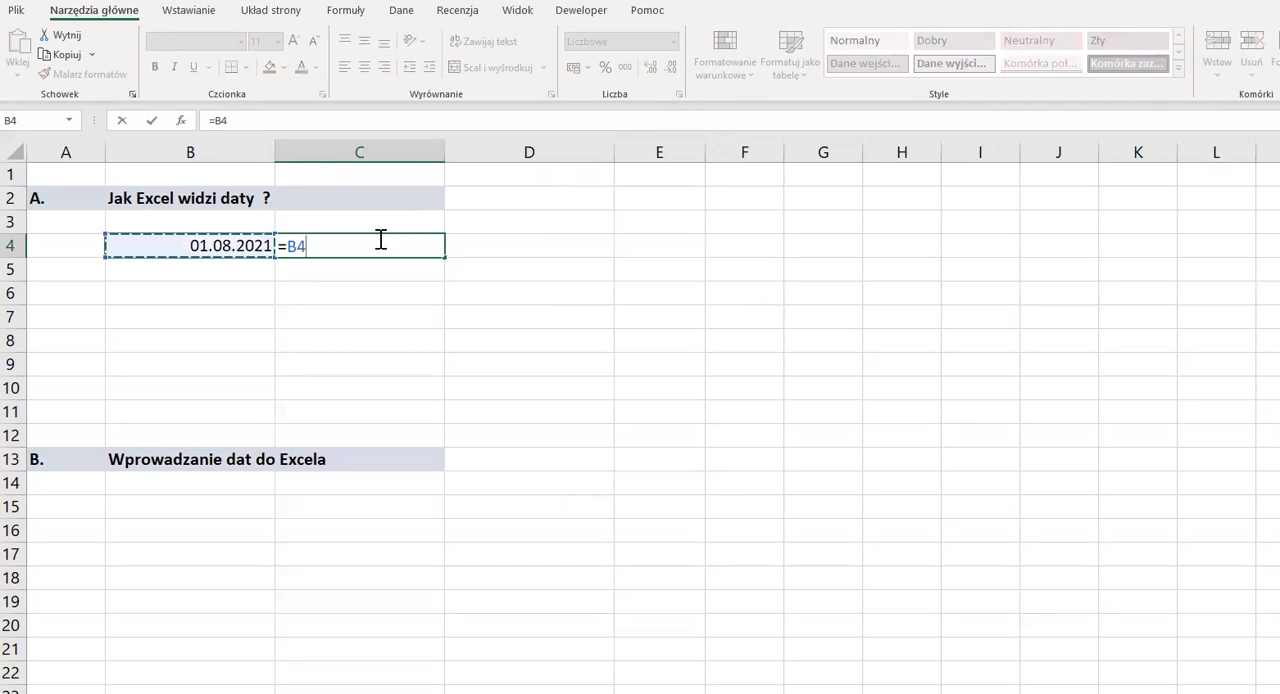 Plik Narzędzia główne Wstawianie Układ strony Formuły Dane Recenzja Widok Deweloper Pomoc
Wklej
Wytnij
Kopiuj
Malarz formatów
Schowek
11
B I U
Czcionka
Zawijaj tekst
Scal i wyśrodkuj
Wyrównanie
Liczbowe
% 000
Liczba
Formatowanie warunkowe
Formatuj jako tabelę
Normalny Dobry Neutralny Zły
Dane wejści... Dane wyjści... Komórka poł... Komórka zaz...
Style
Wstaw Usuń
Komórki
B4 fx =B4
A B C D E F G H I J K L
1
2 A. Jak Excel widzi daty ?
3
4 01.08.2021 =B4
5
6
7
8
9
10
11
12
13 B. Wprowadzanie dat do Excela
14
15
16
17
18
19
20
21
22